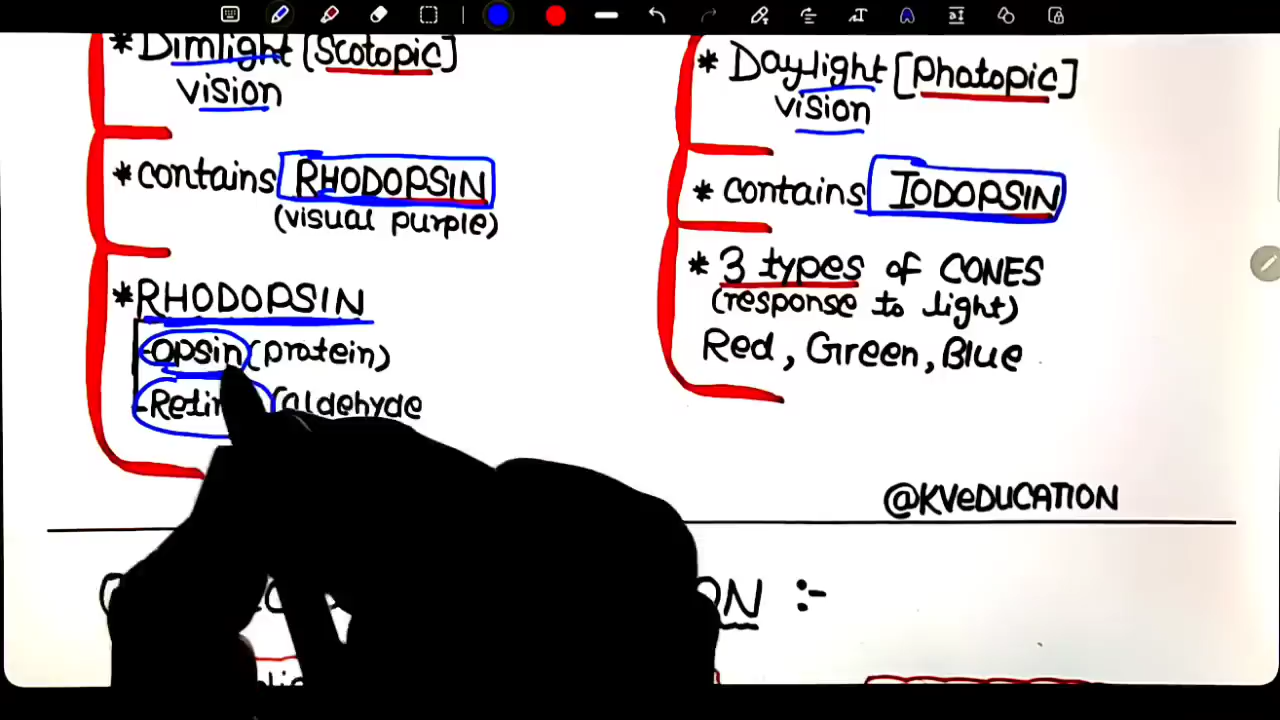 *Dimlight [Scotopic]
vision
*contains RHODOPSIN
(visual purple)
*RHODOPSIN
-opsin (protein)
(aldehyde
* Daylight [Photopic]
vision
* contains IODOPSIN
* 3 types of CONES
(response to light)
Red, Green, Blue
@KVeDUCATION
:-